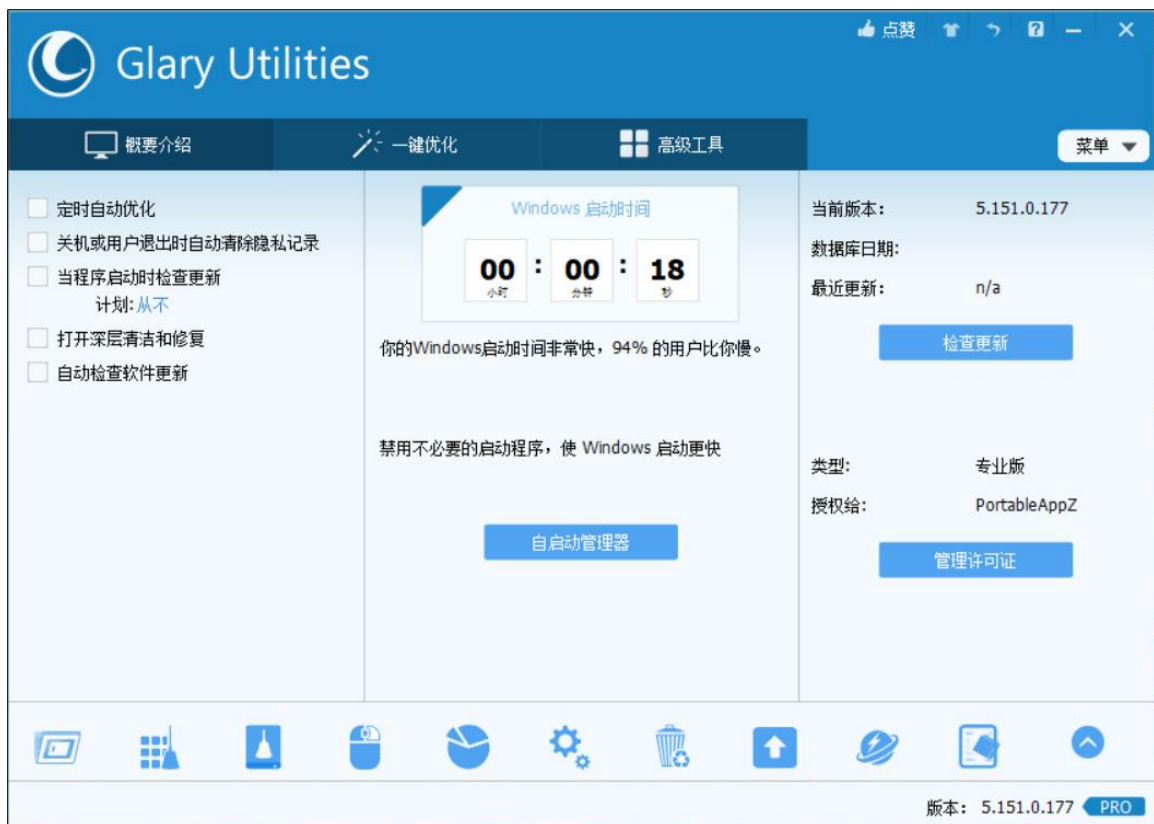 点赞
Glary Utilities
概要介绍
一键优化
高级工具
菜单
定时自动优化
关机或用户退出时自动清除隐私记录
当程序启动时检查更新
计划:从不
打开深层清洁和修复
自动检查软件更新
Windows 启动时间
00 : 00 : 18
小时 分钟 秒
你的Windows启动时间非常快，94% 的用户比你慢。
禁用不必要的启动程序，使 Windows 启动更快
自启动管理器
当前版本: 5.151.0.177
数据库日期:
最近更新: n/a
检查更新
类型: 专业版
授权给: PortableAppZ
管理许可证
版本: 5.151.0.177 PRO